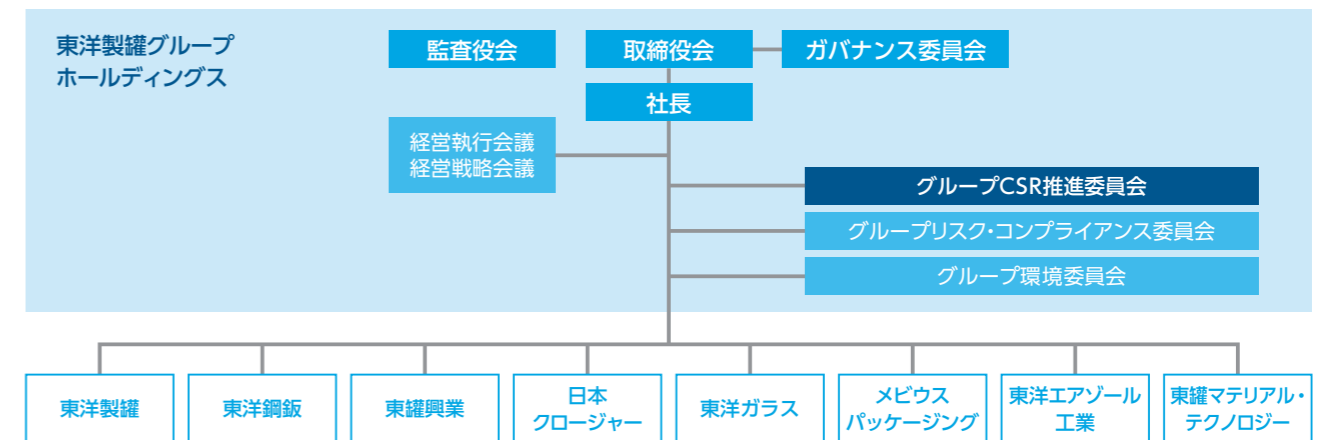 東洋製罐グループ
ホールディングス
監査役会
取締役会
ガバナンス委員会
社長
経営執行会議
経営戦略会議
グループCSR推進委員会
グループリスク・コンプライアンス委員会
グループ環境委員会
東洋製罐
東洋鋼鈑
東罐興業
日本
クロージャー
東洋ガラス
メビウス
パッケージング
東洋エアゾール
工業
東罐マテリアル・
テクノロジー